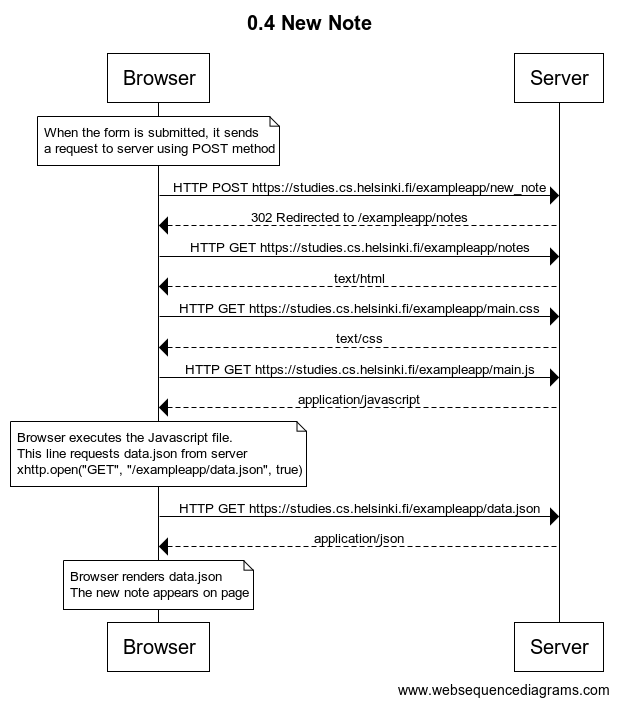 0.4 New Note
Browser
Server
When the form is submitted, it sends
a request to server using POST method
HTTP POST https://studies.cs.helsinki.fi/exampleapp/new_note
302 Redirected to /exampleapp/notes
HTTP GET https://studies.cs.helsinki.fi/exampleapp/notes
text/html
HTTP GET https://studies.cs.helsinki.fi/exampleapp/main.css
text/css
HTTP GET https://studies.cs.helsinki.fi/exampleapp/main.js
application/javascript
Browser executes the Javascript file.
This line requests data.json from server
xhttp.open("GET", "/exampleapp/data.json", true)
HTTP GET https://studies.cs.helsinki.fi/exampleapp/data.json
application/json
Browser renders data.json
The new note appears on page
Browser
Server
www.websequencediagrams.com